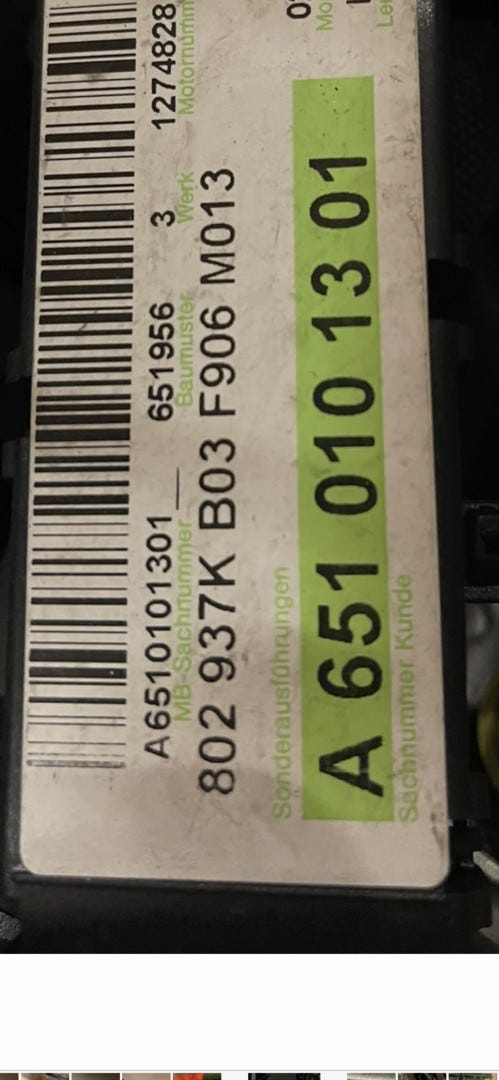 A6510101301 651956 3 1274828
MB-Sachnummer Baumuster Werk
802 937K B03 F906 M013
Sonderausführungen
A 651 010 13 01
Sachnummer Kunde